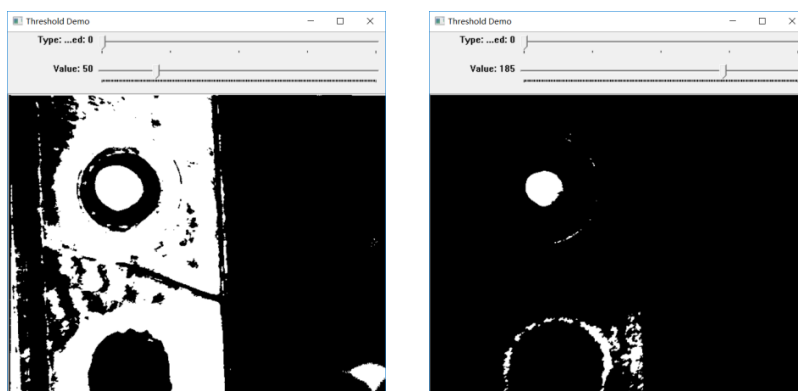 Threshold Demo
Type: ...ed: 0
Value: 50
Threshold Demo
Type: ...ed: 0
Value: 185